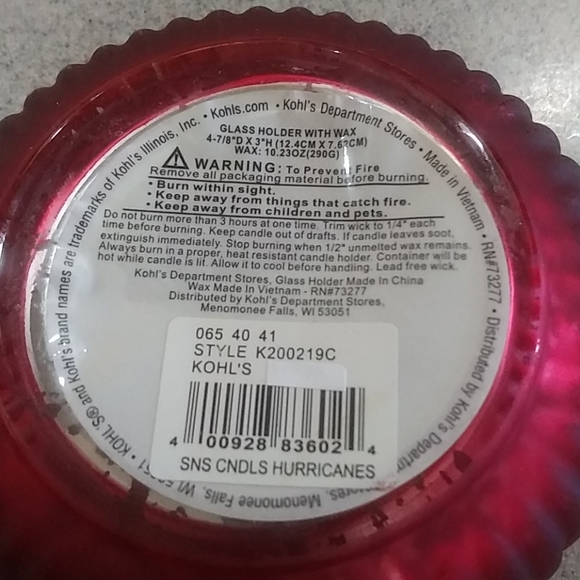 KOHL'S® and Kohl's brand names are trademarks of Kohl's Illinois, Inc. • Kohls.com • Kohl's Department Stores • Made in Vietnam • RN#73277 • Distributed by Kohl's Departm
ores, Menomonee Falls, WI 53051 •
GLASS HOLDER WITH WAX
4-7/8"D X 3"H (12.4CM X 7.62CM)
WAX: 10.23OZ(290G)
WARNING: To Prevent Fire
Remove all packaging material before burning.
• Burn within sight.
• Keep away from things that catch fire.
• Keep away from children and pets.
Do not burn more than 3 hours at one time. Trim wick to 1/4" each
time before burning. Keep candle out of drafts. If candle leaves soot,
extinguish immediately. Stop burning when 1/2" unmelted wax remains.
Always burn in a proper, heat resistant candle holder. Container will be
hot while candle is lit. Allow it to cool before handling. Lead free wick.
Kohl's Department Stores, Glass Holder Made In China
Wax Made In Vietnam - RN#73277
Distributed by Kohl's Department Stores,
Menomonee Falls, WI 53051
065 40 41
STYLE K200219C
KOHL'S
4 00928 83602 4
SNS CNDLS HURRICANES